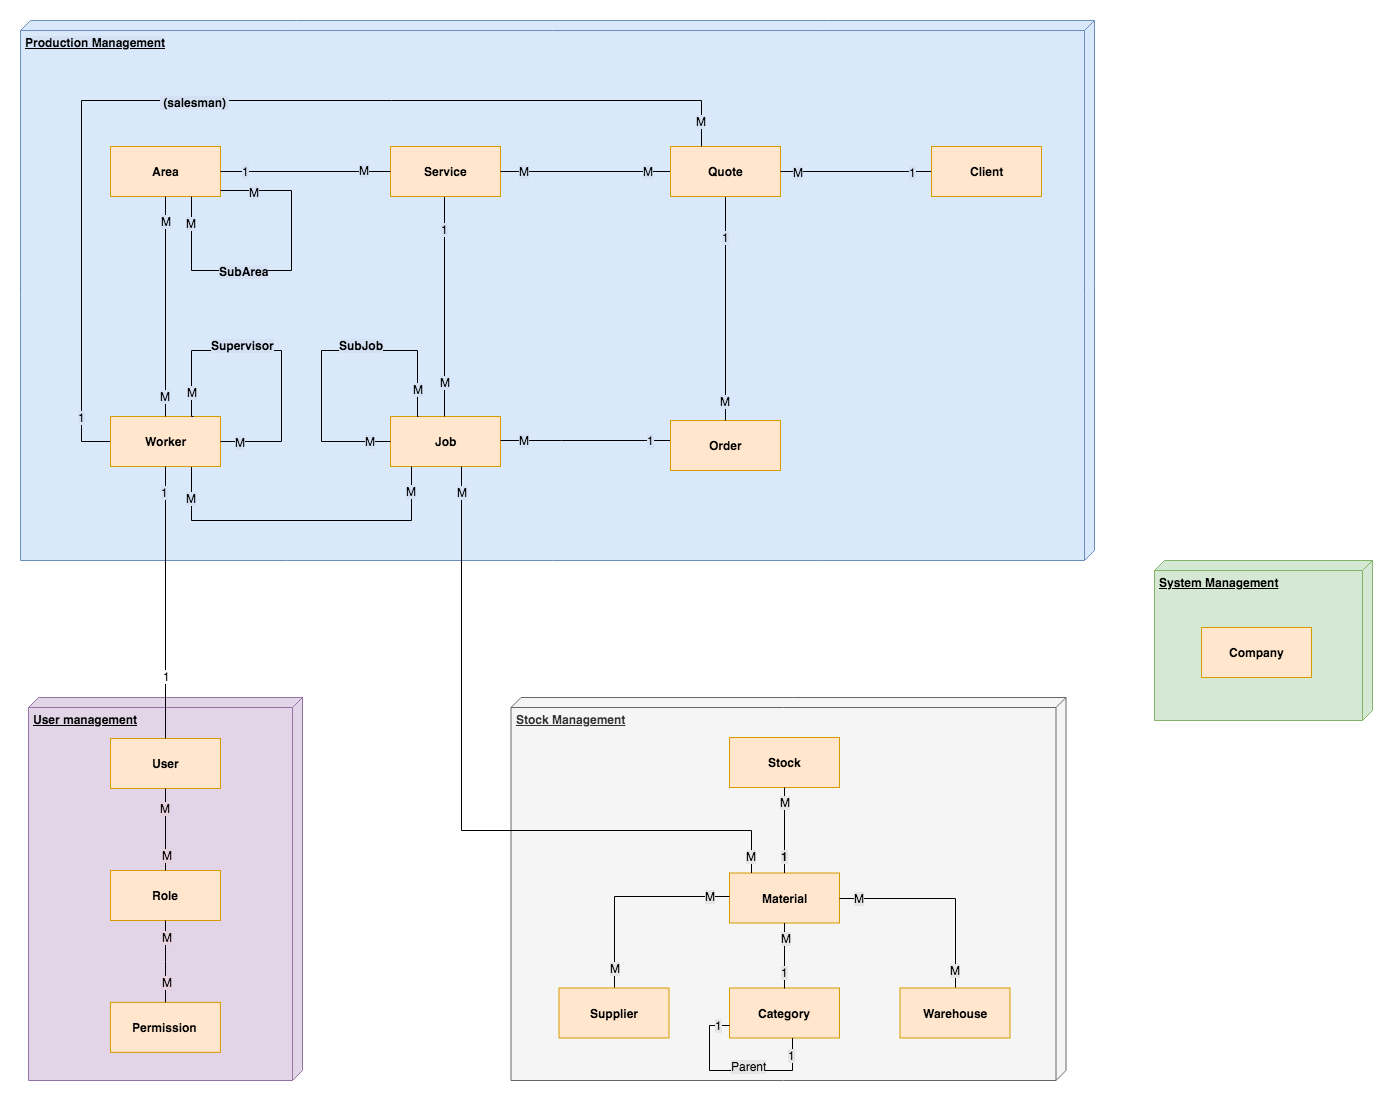 Production Management
(salesman)
M
Area
1
M
Service
M
M
Quote
M
1
Client
M
M
M
1
1
SubArea
Supervisor
SubJob
M
M
M
M
M
1
M
Worker
M
M
Job
M
1
Order
1
M
M
M
System Management
Company
1
User management
User
M
M
Role
M
M
Permission
Stock Management
Stock
M
M
1
M
Material
M
M
M
1
M
Supplier
Category
Warehouse
1
1
Parent